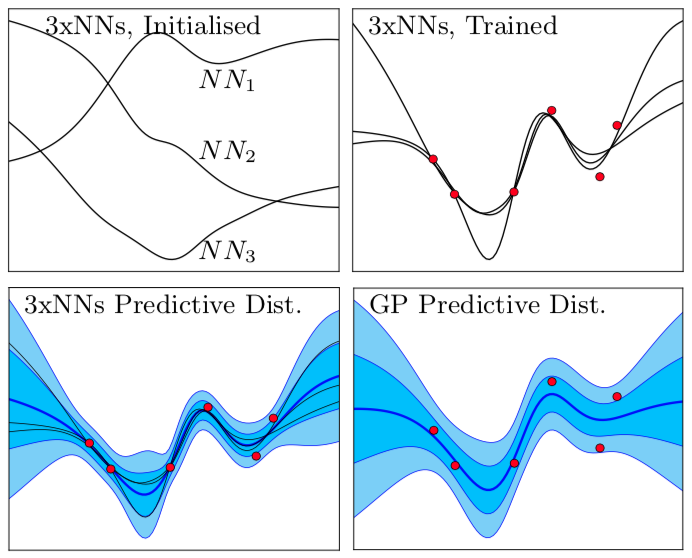 3xNNs, Initialised
NN1
NN2
NN3
3xNNs, Trained
3xNNs Predictive Dist.
GP Predictive Dist.